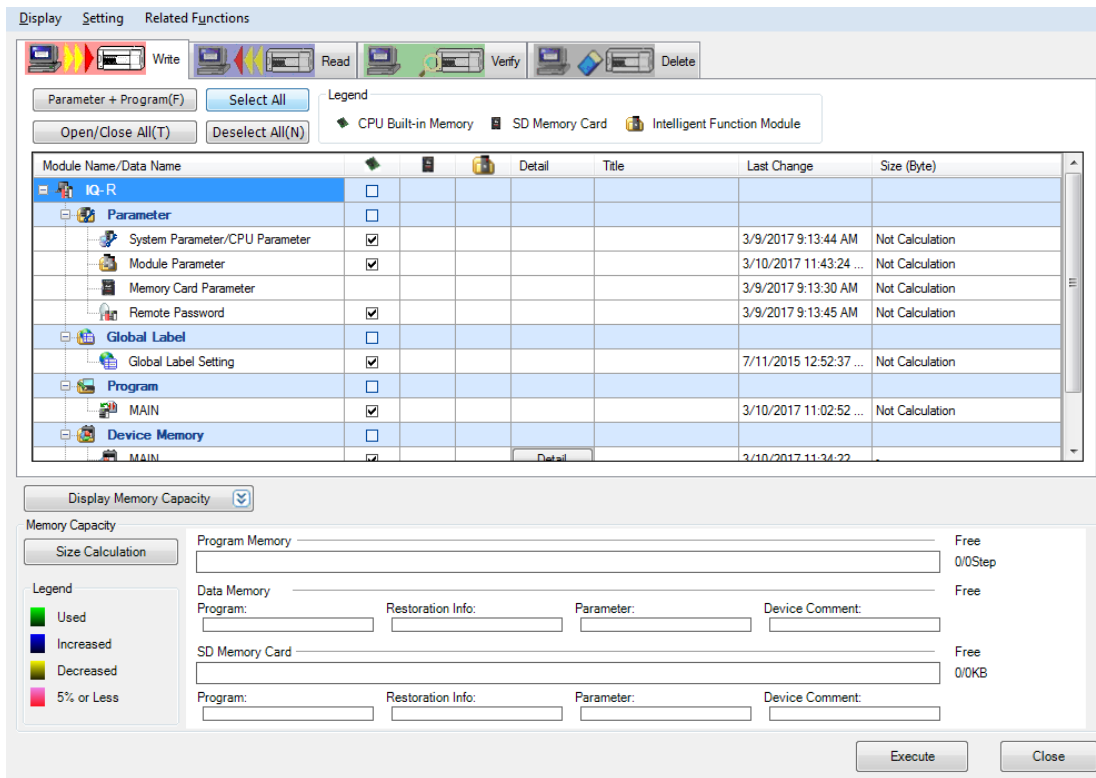 Display Setting Related Functions
Write Read Verify Delete
Parameter + Program(F) Select All Legend
Open/Close All(T) Deselect All(N) CPU Built-in Memory SD Memory Card Intelligent Function Module
Module Name/Data Name Detail Title Last Change Size (Byte)
IQ-R
Parameter
System Parameter/CPU Parameter 3/9/2017 9:13:44 AM Not Calculation
Module Parameter 3/10/2017 11:43:24 ... Not Calculation
Memory Card Parameter 3/9/2017 9:13:30 AM Not Calculation
Remote Password 3/9/2017 9:13:45 AM Not Calculation
Global Label
Global Label Setting 7/11/2015 12:52:37 ... Not Calculation
Program
MAIN 3/10/2017 11:02:52 ... Not Calculation
Device Memory
MAIN Detail 3/10/2017 11:34:22 -
Display Memory Capacity
Memory Capacity
Size Calculation Program Memory Free
0/0Step
Legend Data Memory Free
Used Program: Restoration Info: Parameter: Device Comment:
Increased SD Memory Card Free
Decreased 0/0KB
5% or Less Program: Restoration Info: Parameter: Device Comment:
Execute Close